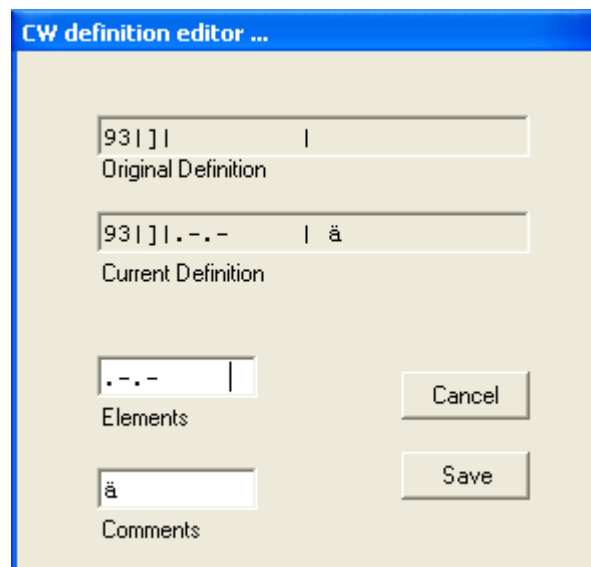 CW definition editor ...
93|]|          |
Original Definition
93|]|.-.-      | ä
Current Definition
.-.-
Elements
Cancel
ä
Comments
Save